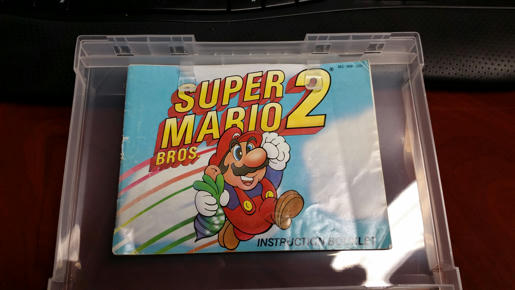 SUPER
MARIO 2
BROS.
INSTRUCTION BOOKLET